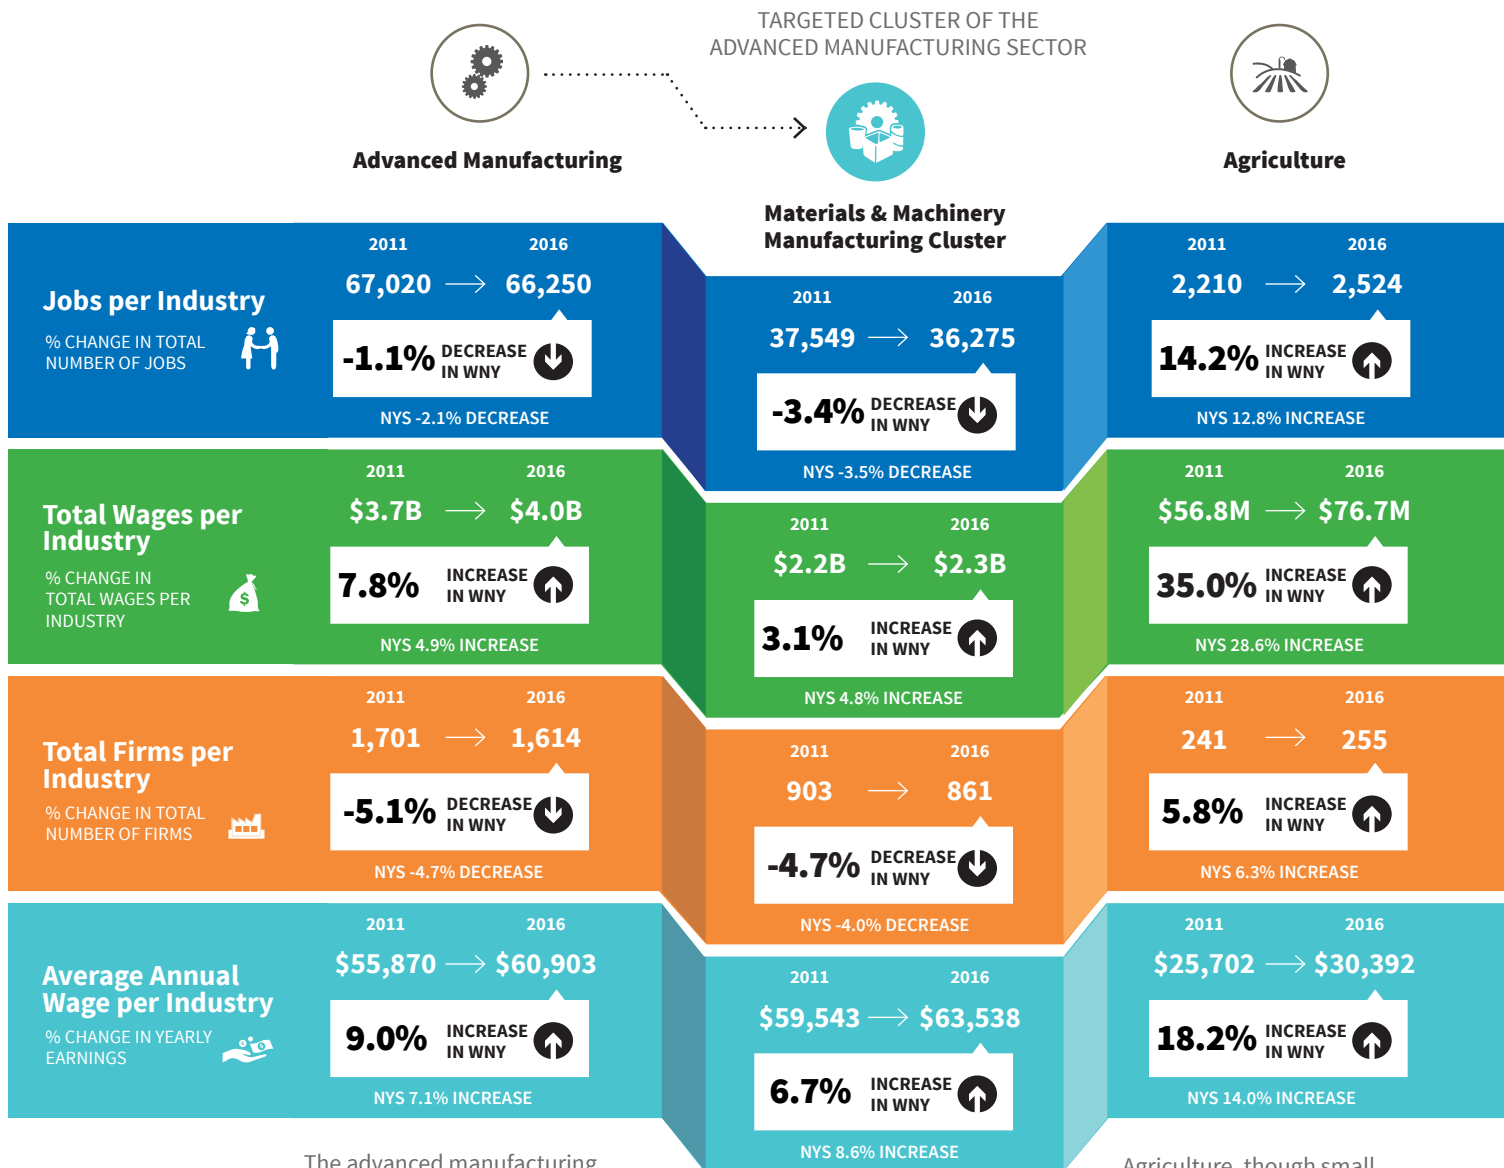 TARGETED CLUSTER OF THE
ADVANCED MANUFACTURING SECTOR
Advanced Manufacturing
Materials & Machinery
Manufacturing Cluster
Agriculture
Jobs per Industry
% CHANGE IN TOTAL
NUMBER OF JOBS
2011 2016
67,020 → 66,250
-1.1% DECREASE
IN WNY
NYS -2.1% DECREASE
2011 2016
37,549 → 36,275
-3.4% DECREASE
IN WNY
NYS -3.5% DECREASE
2011 2016
2,210 → 2,524
14.2% INCREASE
IN WNY
NYS 12.8% INCREASE
Total Wages per
Industry
% CHANGE IN
TOTAL WAGES PER
INDUSTRY
$
2011 2016
$3.7B → $4.0B
7.8% INCREASE
IN WNY
NYS 4.9% INCREASE
2011 2016
$2.2B → $2.3B
3.1% INCREASE
IN WNY
NYS 4.8% INCREASE
2011 2016
$56.8M → $76.7M
35.0% INCREASE
IN WNY
NYS 28.6% INCREASE
Total Firms per
Industry
% CHANGE IN TOTAL
NUMBER OF FIRMS
2011 2016
1,701 → 1,614
-5.1% DECREASE
IN WNY
NYS -4.7% DECREASE
2011 2016
903 → 861
-4.7% DECREASE
IN WNY
NYS -4.0% DECREASE
2011 2016
241 → 255
5.8% INCREASE
IN WNY
NYS 6.3% INCREASE
Average Annual
Wage per Industry
% CHANGE IN YEARLY
EARNINGS
2011 2016
$55,870 → $60,903
9.0% INCREASE
IN WNY
NYS 7.1% INCREASE
2011 2016
$59,543 → $63,538
6.7% INCREASE
IN WNY
NYS 8.6% INCREASE
2011 2016
$25,702 → $30,392
18.2% INCREASE
IN WNY
NYS 14.0% INCREASE
The advanced manufacturing
Agriculture, though small